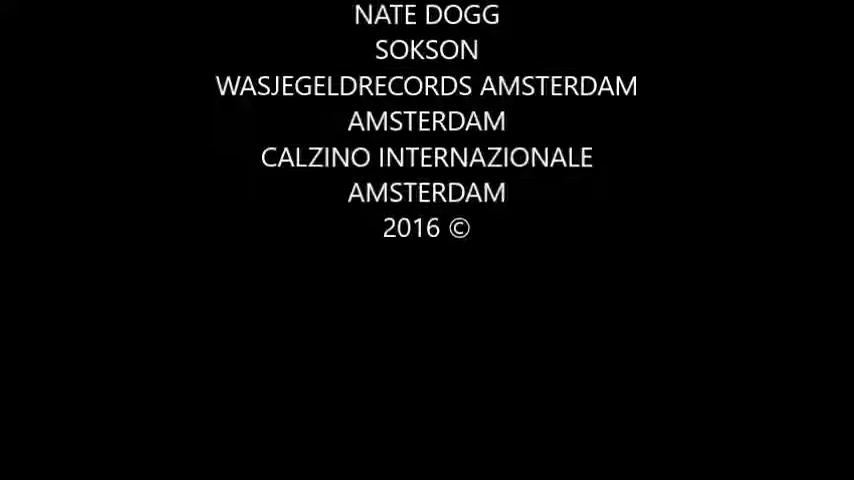 NATE DOGG
SOKSON
WASJEGELDRECORDS AMSTERDAM
AMSTERDAM
CALZINO INTERNAZIONALE
AMSTERDAM
2016 ©